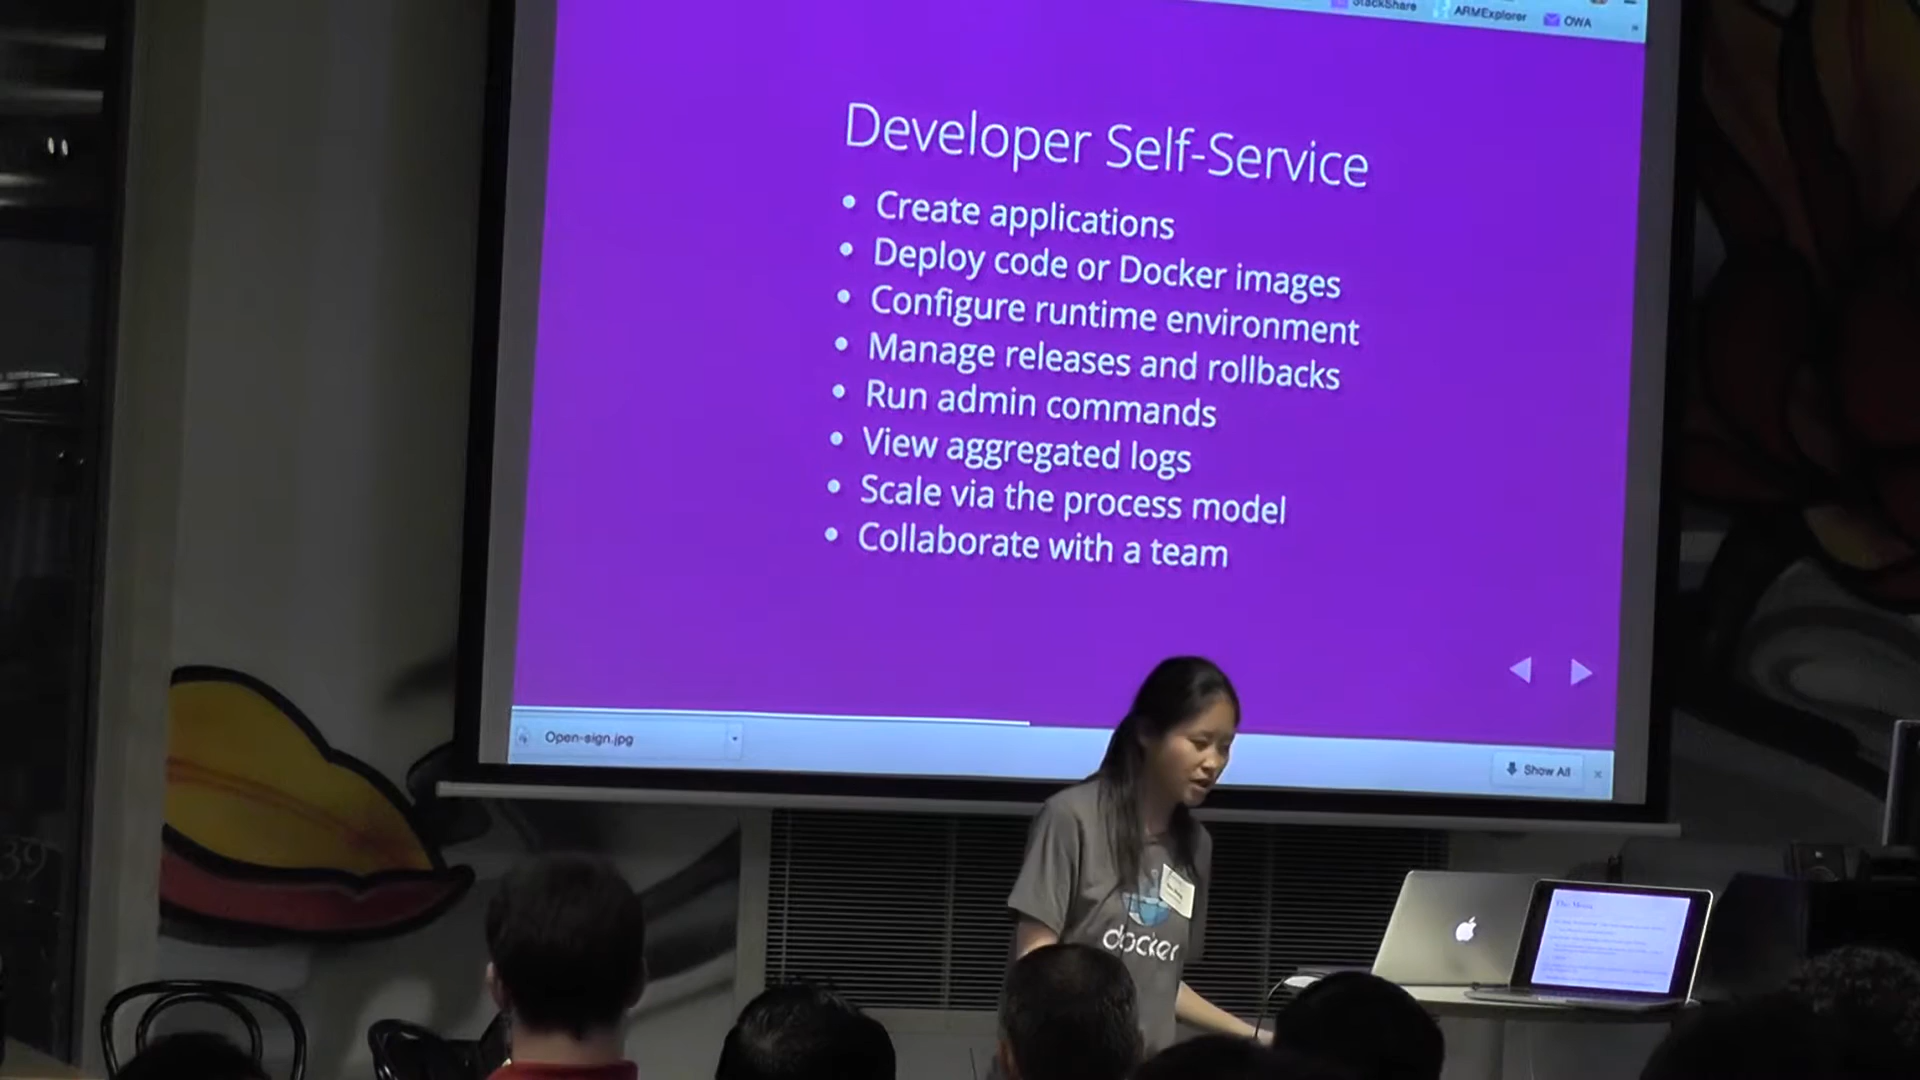 StackShare
ARMExplorer
OWA
Developer Self-Service
• Create applications
• Deploy code or Docker images
• Configure runtime environment
• Manage releases and rollbacks
• Run admin commands
• View aggregated logs
• Scale via the process model
• Collaborate with a team
Open-sign.jpg
Show All
docker
39